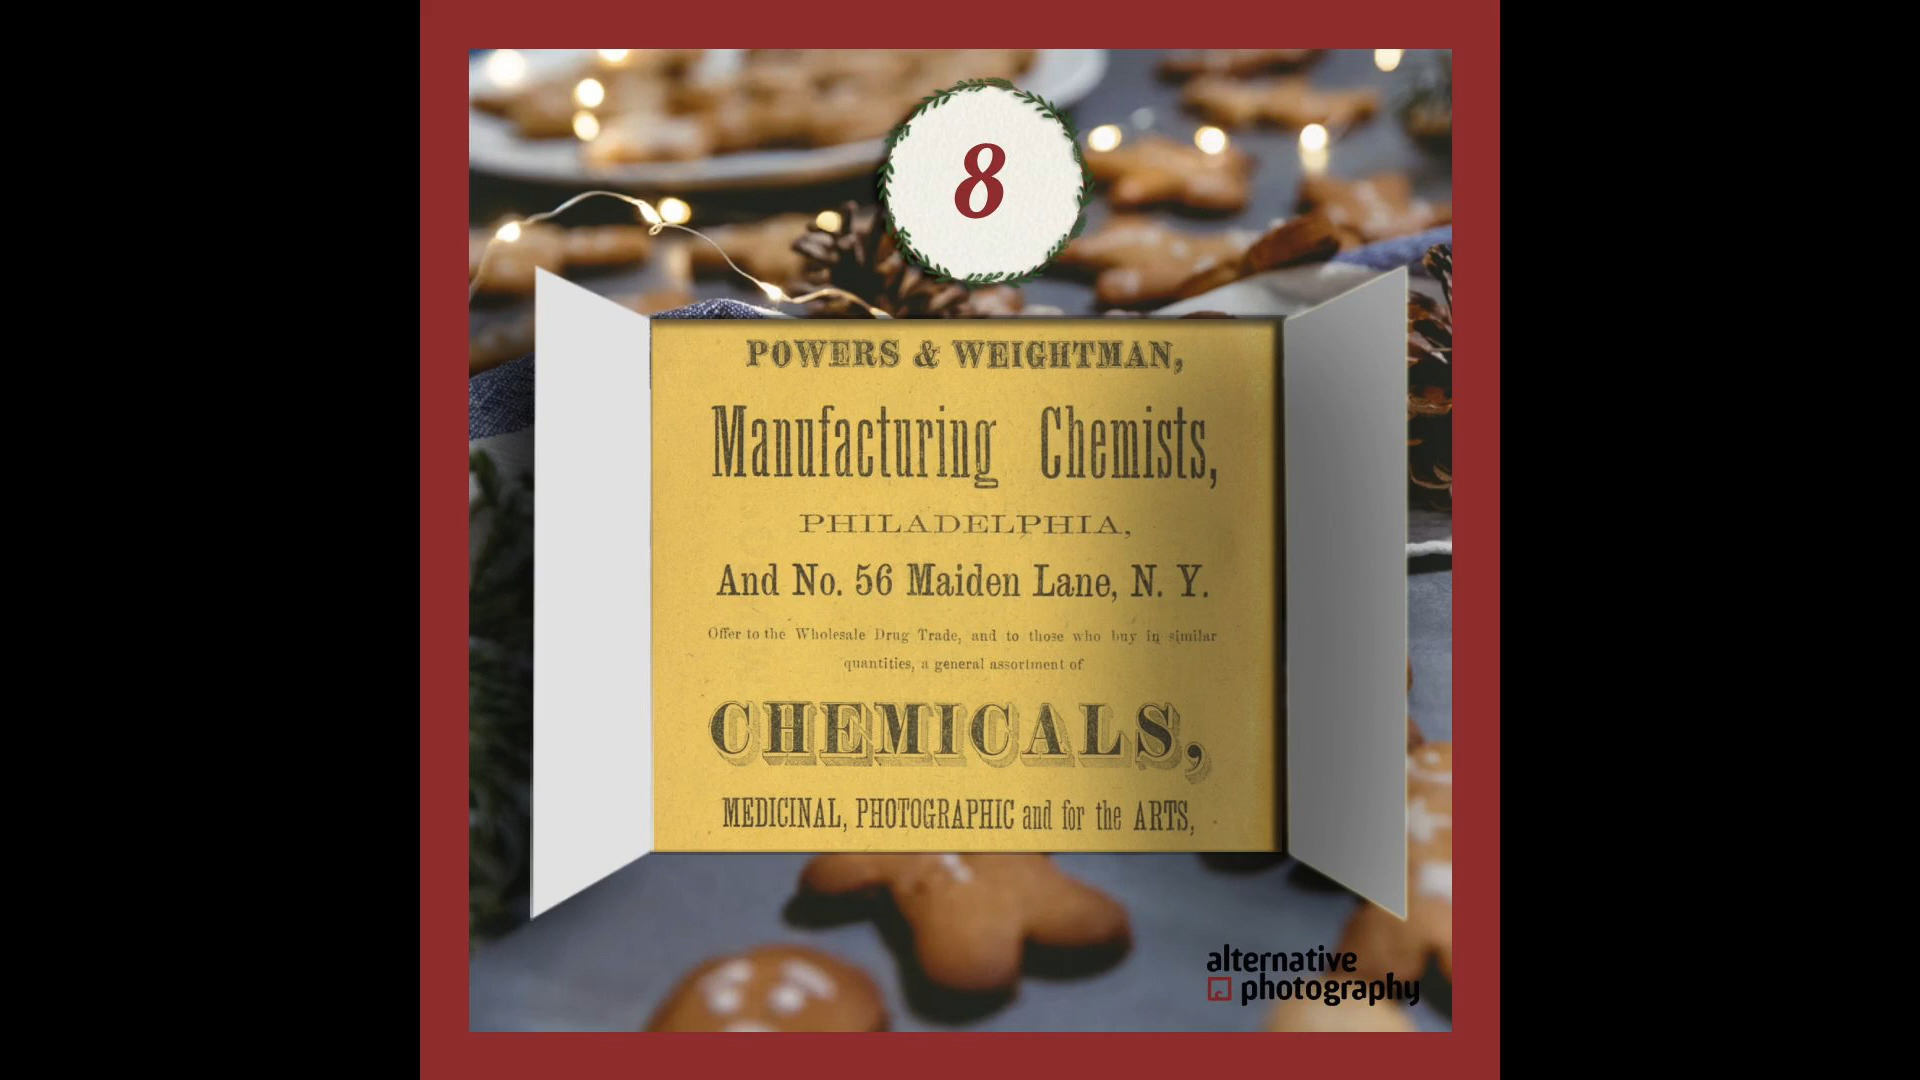 8
POWERS & WEIGHTMAN,
Manufacturing Chemists,
PHILADELPHIA,
And No. 56 Maiden Lane, N. Y.
Offer to the Wholesale Drug Trade, and to those who buy in similar
quantities, a general assortment of
CHEMICALS,
MEDICINAL, PHOTOGRAPHIC and for the ARTS,
alternative
photography